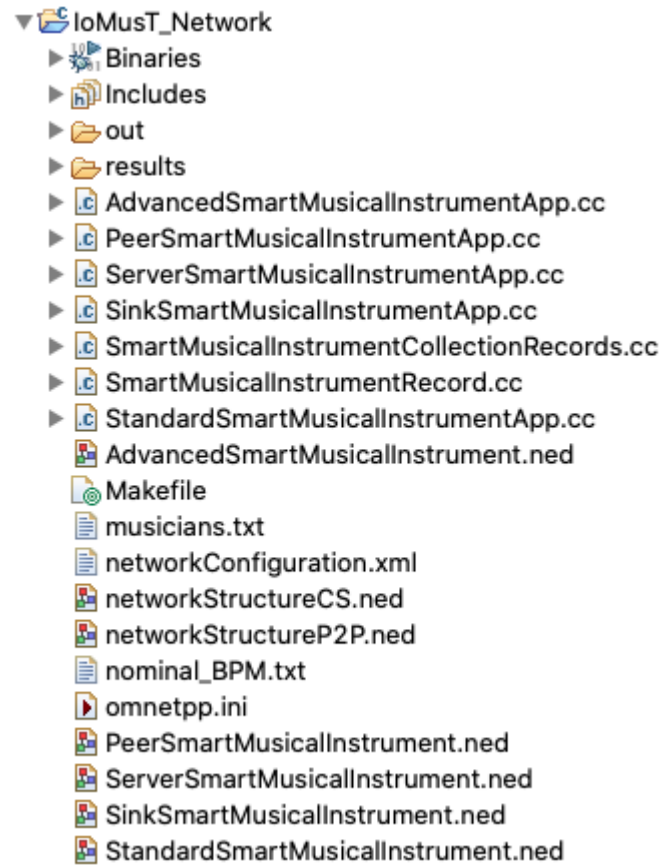 IoMusT_Network
Binaries
Includes
out
results
AdvancedSmartMusicalInstrumentApp.cc
PeerSmartMusicalInstrumentApp.cc
ServerSmartMusicalInstrumentApp.cc
SinkSmartMusicalInstrumentApp.cc
SmartMusicalInstrumentCollectionRecords.cc
SmartMusicalInstrumentRecord.cc
StandardSmartMusicalInstrumentApp.cc
AdvancedSmartMusicalInstrument.ned
Makefile
musicians.txt
networkConfiguration.xml
networkStructureCS.ned
networkStructureP2P.ned
nominal_BPM.txt
omnetpp.ini
PeerSmartMusicalInstrument.ned
ServerSmartMusicalInstrument.ned
SinkSmartMusicalInstrument.ned
StandardSmartMusicalInstrument.ned